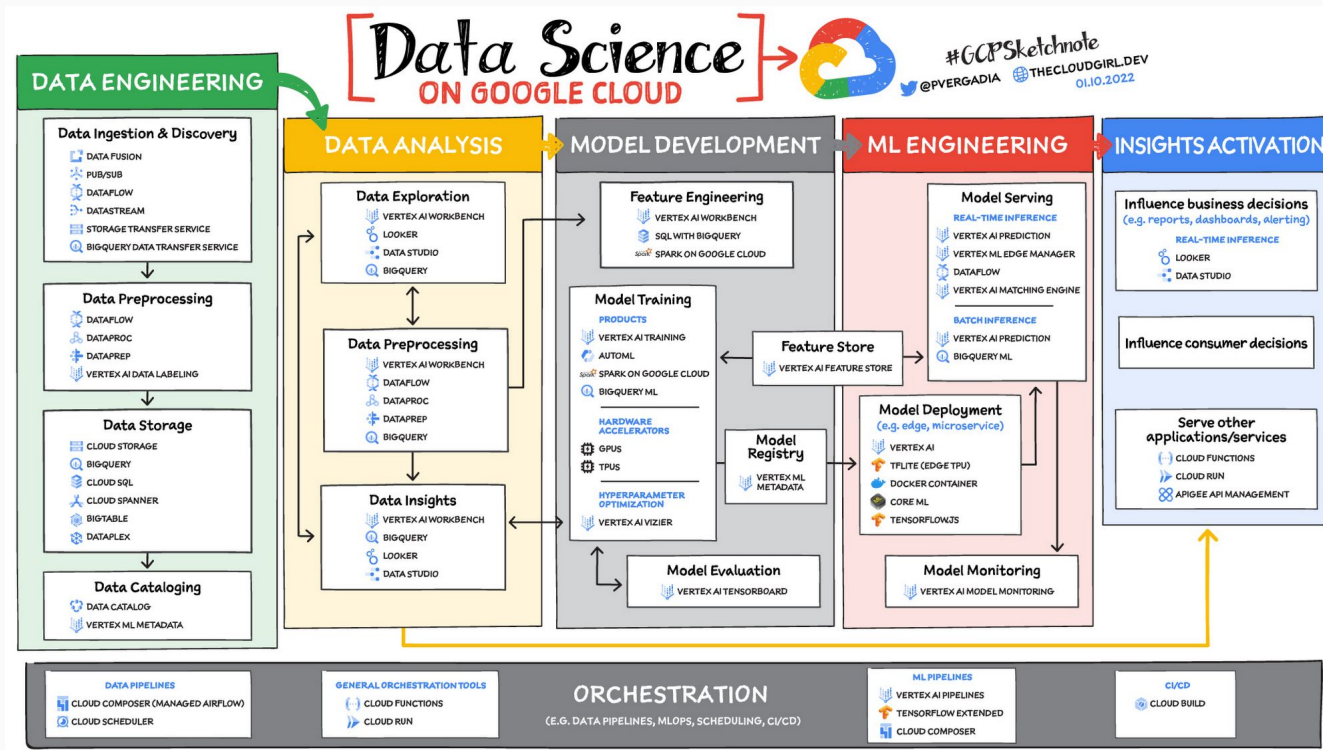 Data Science
ON GOOGLE CLOUD
#GCPSketchnote
@PVERGADIA THECLOUDGIRL.DEV
01.10.2022
DATA ENGINEERING
Data Ingestion & Discovery
DATA FUSION
PUB/SUB
DATAFLOW
DATASTREAM
STORAGE TRANSFER SERVICE
BIGQUERY DATA TRANSFER SERVICE
Data Preprocessing
DATAFLOW
DATAPROC
DATAPREP
VERTEX AI DATA LABELING
Data Storage
CLOUD STORAGE
BIGQUERY
CLOUD SQL
CLOUD SPANNER
BIGTABLE
DATAPLEX
Data Cataloging
DATA CATALOG
VERTEX ML METADATA
DATA ANALYSIS
Data Exploration
VERTEX AI WORKBENCH
LOOKER
DATA STUDIO
BIGQUERY
Data Preprocessing
VERTEX AI WORKBENCH
DATAFLOW
DATAPROC
DATAPREP
BIGQUERY
Data Insights
VERTEX AI WORKBENCH
BIGQUERY
LOOKER
DATA STUDIO
MODEL DEVELOPMENT
Feature Engineering
VERTEX AI WORKBENCH
SQL WITH BIGQUERY
Spark SPARK ON GOOGLE CLOUD
Model Training
PRODUCTS
VERTEX AI TRAINING
AUTOML
Spark SPARK ON GOOGLE CLOUD
BIGQUERY ML
HARDWARE
ACCELERATORS
GPUS
TPUS
HYPERPARAMETER
OPTIMIZATION
VERTEX AI VIZIER
Feature Store
VERTEX AI FEATURE STORE
Model
Registry
VERTEX ML
METADATA
Model Evaluation
VERTEX AI TENSORBOARD
ML ENGINEERING
Model Serving
REAL-TIME INFERENCE
VERTEX AI PREDICTION
VERTEX ML EDGE MANAGER
DATAFLOW
VERTEX AI MATCHING ENGINE
BATCH INFERENCE
VERTEX AI PREDICTION
BIGQUERY ML
Model Deployment
(e.g. edge, microservice)
VERTEX AI
TFLITE (EDGE TPU)
DOCKER CONTAINER
CORE ML
TENSORFLOW.JS
Model Monitoring
VERTEX AI MODEL MONITORING
INSIGHTS ACTIVATION
Influence business decisions
(e.g. reports, dashboards, alerting)
REAL-TIME INFERENCE
LOOKER
DATA STUDIO
Influence consumer decisions
Serve other
applications/services
CLOUD FUNCTIONS
CLOUD RUN
APIGEE API MANAGEMENT
DATA PIPELINES
CLOUD COMPOSER (MANAGED AIRFLOW)
CLOUD SCHEDULER
GENERAL ORCHESTRATION TOOLS
CLOUD FUNCTIONS
CLOUD RUN
ORCHESTRATION
(E.G. DATA PIPELINES, MLOPS, SCHEDULING, CI/CD)
ML PIPELINES
VERTEX AI PIPELINES
TENSORFLOW EXTENDED
CLOUD COMPOSER
CI/CD
CLOUD BUILD